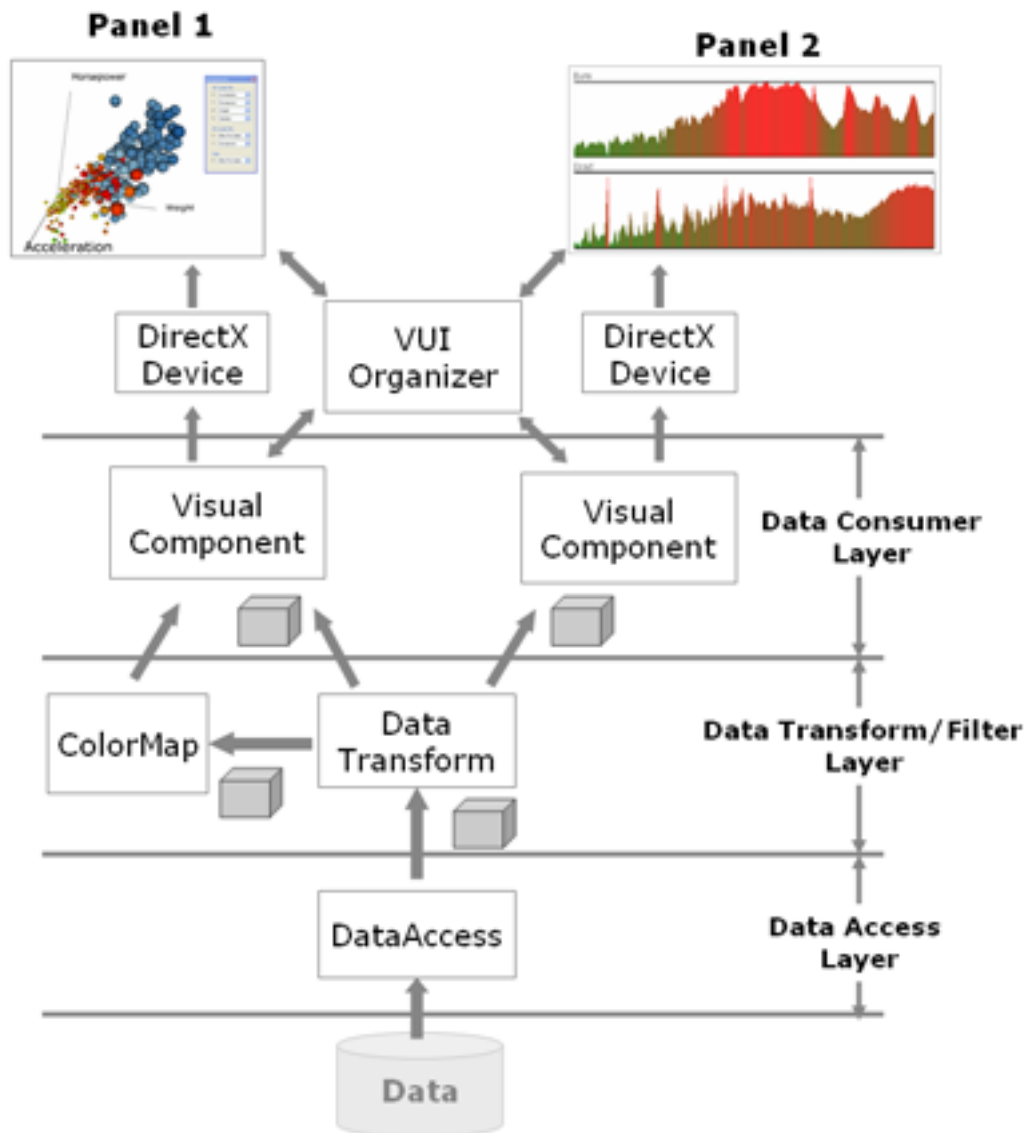 Panel 1
Panel 2
Horsepower
Weight
Acceleration
DirectX
Device
VUI
Organizer
DirectX
Device
Visual
Component
Visual
Component
Data Consumer
Layer
ColorMap
Data
Transform
Data Transform/Filter
Layer
DataAccess
Data Access
Layer
Data